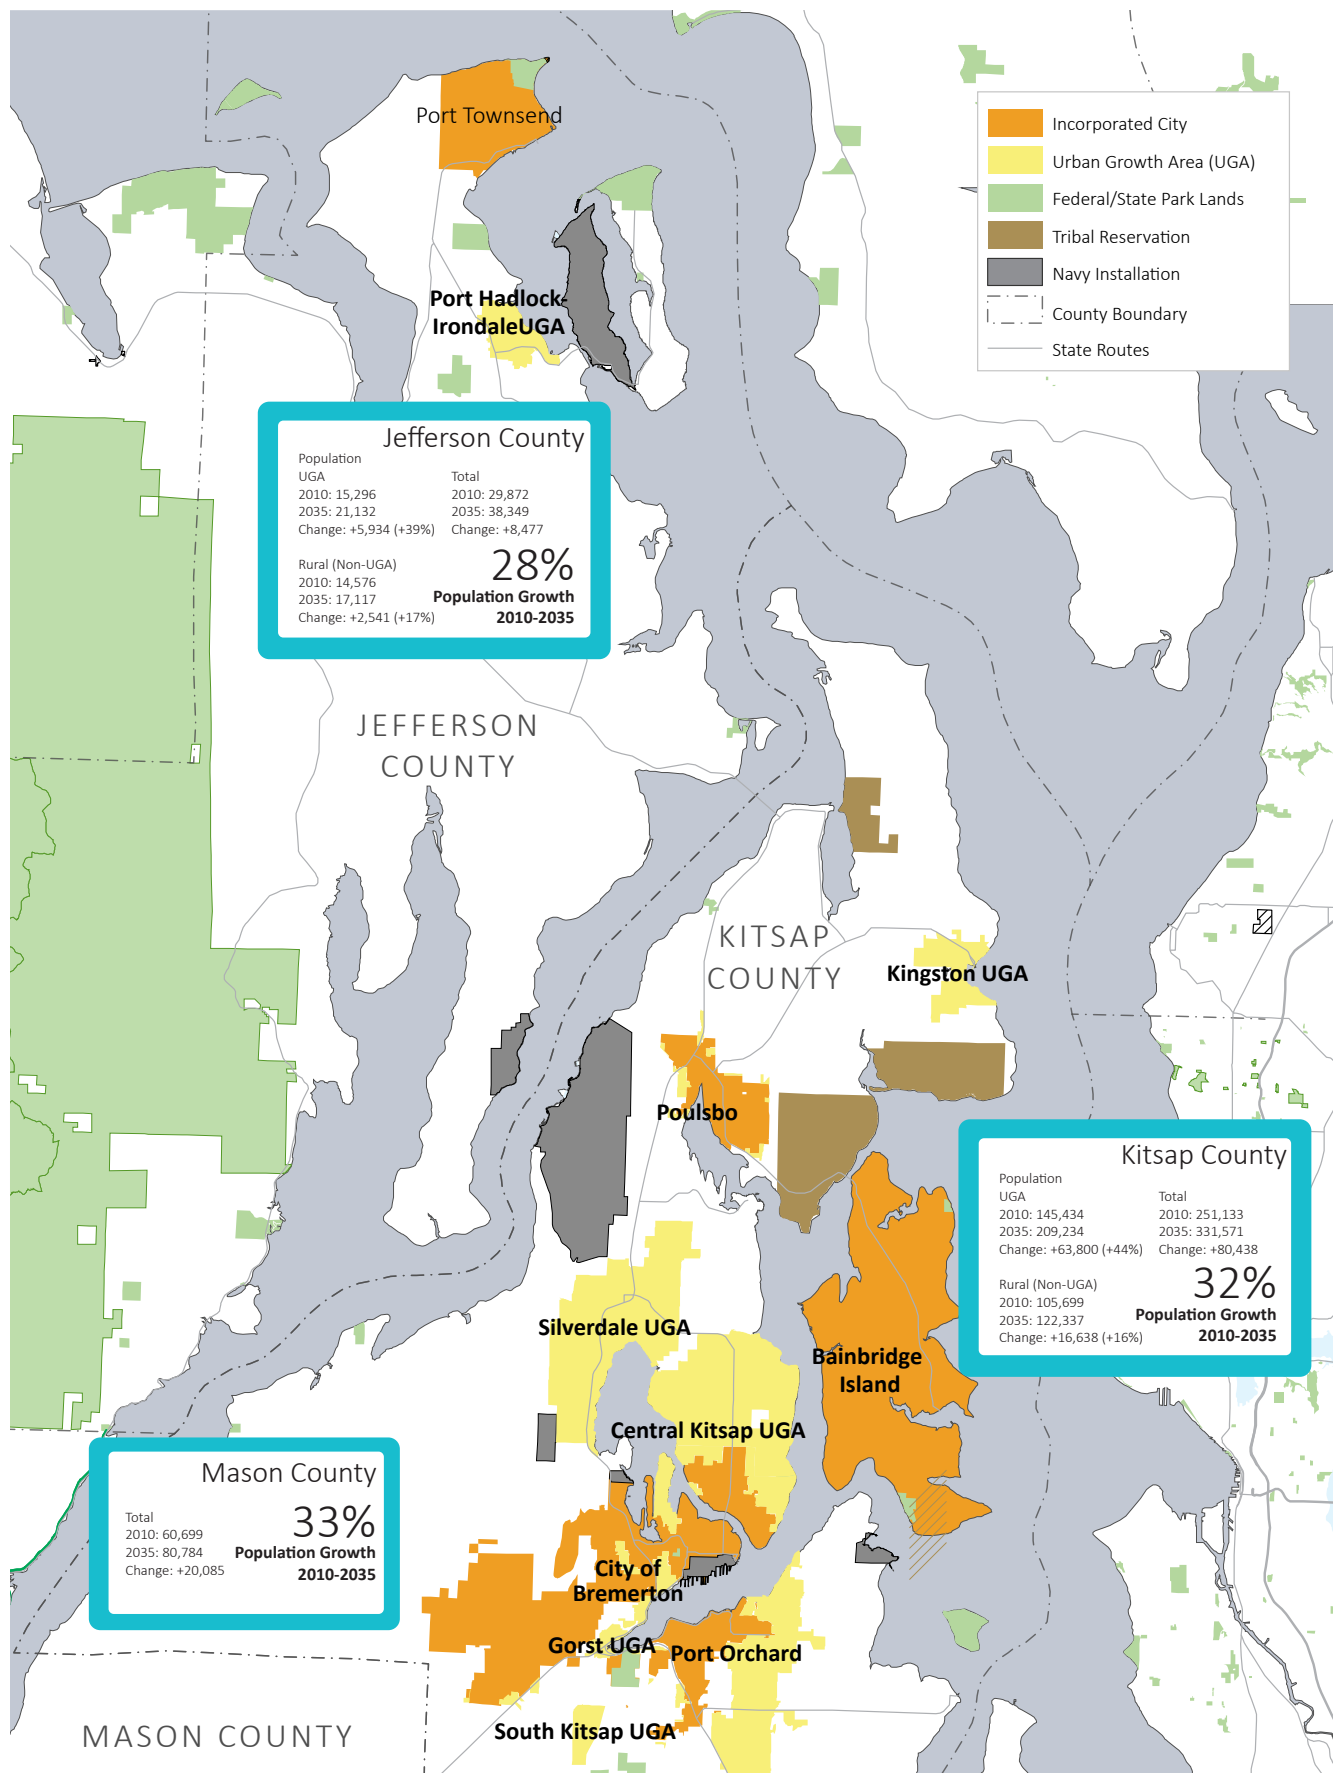 Port Townsend
Incorporated City
Urban Growth Area (UGA)
Federal/State Park Lands
Tribal Reservation
Navy Installation
County Boundary
State Routes
Port Hadlock-
IrondaleUGA
Jefferson County
Population
UGA
2010: 15,296
2035: 21,132
Change: +5,934 (+39%)
Total
2010: 29,872
2035: 38,349
Change: +8,477
Rural (Non-UGA)
2010: 14,576
2035: 17,117
Change: +2,541 (+17%)
28%
Population Growth
2010-2035
JEFFERSON
COUNTY
KITSAP
COUNTY
Kingston UGA
Poulsbo
Kitsap County
Population
UGA
2010: 145,434
2035: 209,234
Change: +63,800 (+44%)
Total
2010: 251,133
2035: 331,571
Change: +80,438
Rural (Non-UGA)
2010: 105,699
2035: 122,337
Change: +16,638 (+16%)
32%
Population Growth
2010-2035
Silverdale UGA
Bainbridge
Island
Central Kitsap UGA
Mason County
Total
2010: 60,699
2035: 80,784
Change: +20,085
33%
Population Growth
2010-2035
City of
Bremerton
Gorst UGA
Port Orchard
South Kitsap UGA
MASON COUNTY